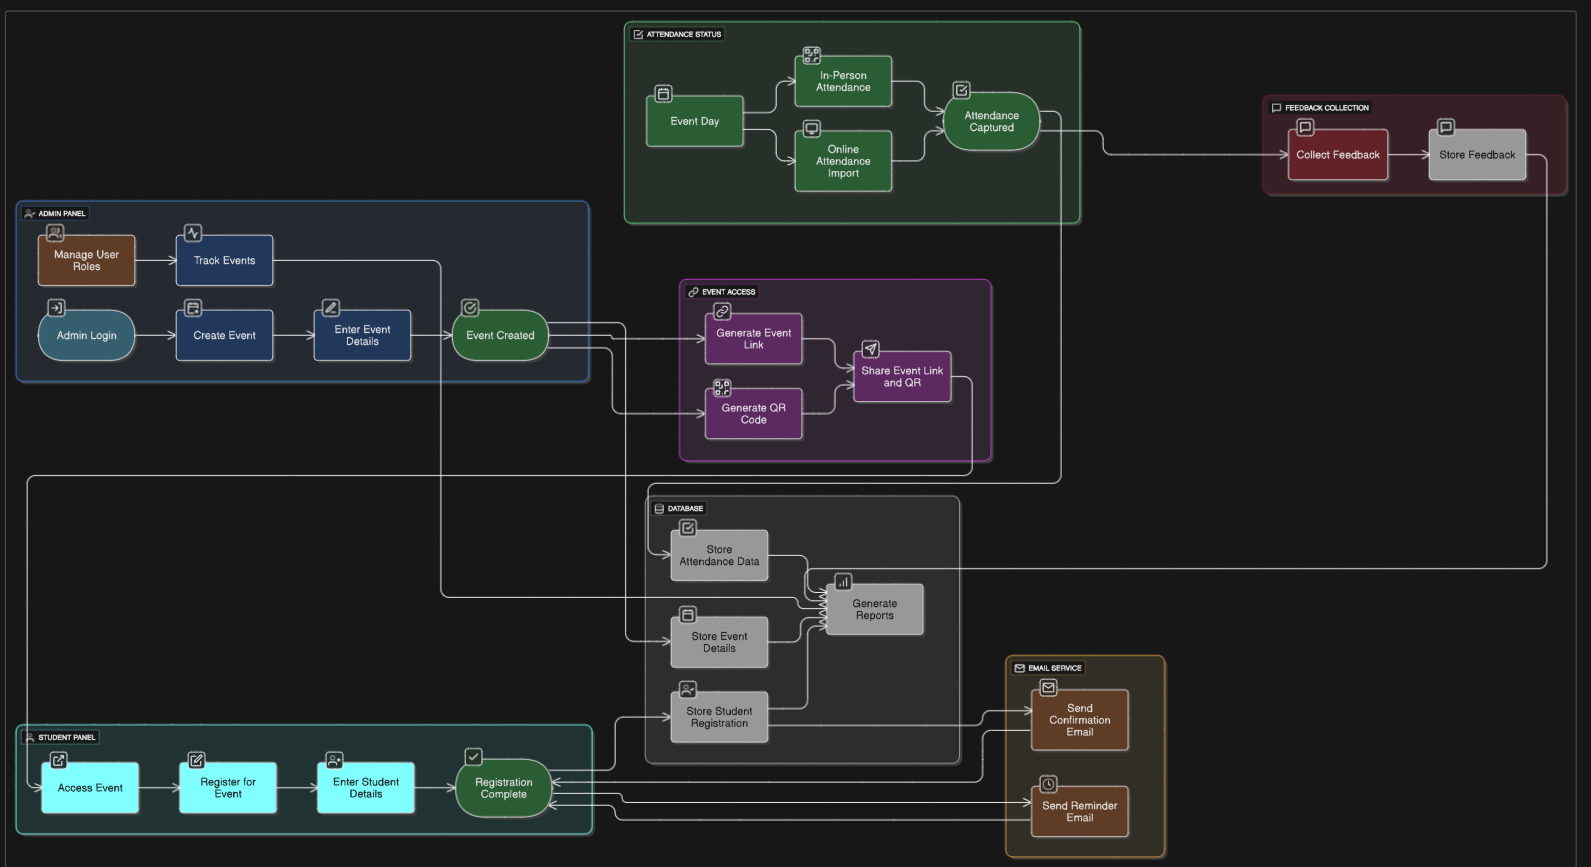 ATTENDANCE STATUS
Event Day
In-Person
Attendance
Online
Attendance
Import
Attendance
Captured
FEEDBACK COLLECTION
Collect Feedback
Store Feedback
ADMIN PANEL
Manage User
Roles
Track Events
Admin Login
Create Event
Enter Event
Details
Event Created
EVENT ACCESS
Generate Event
Link
Generate QR
Code
Share Event Link
and QR
DATABASE
Store
Attendance Data
Generate
Reports
Store Event
Details
Store Student
Registration
EMAIL SERVICE
Send
Confirmation
Email
Send Reminder
Email
STUDENT PANEL
Access Event
Register for
Event
Enter Student
Details
Registration
Complete